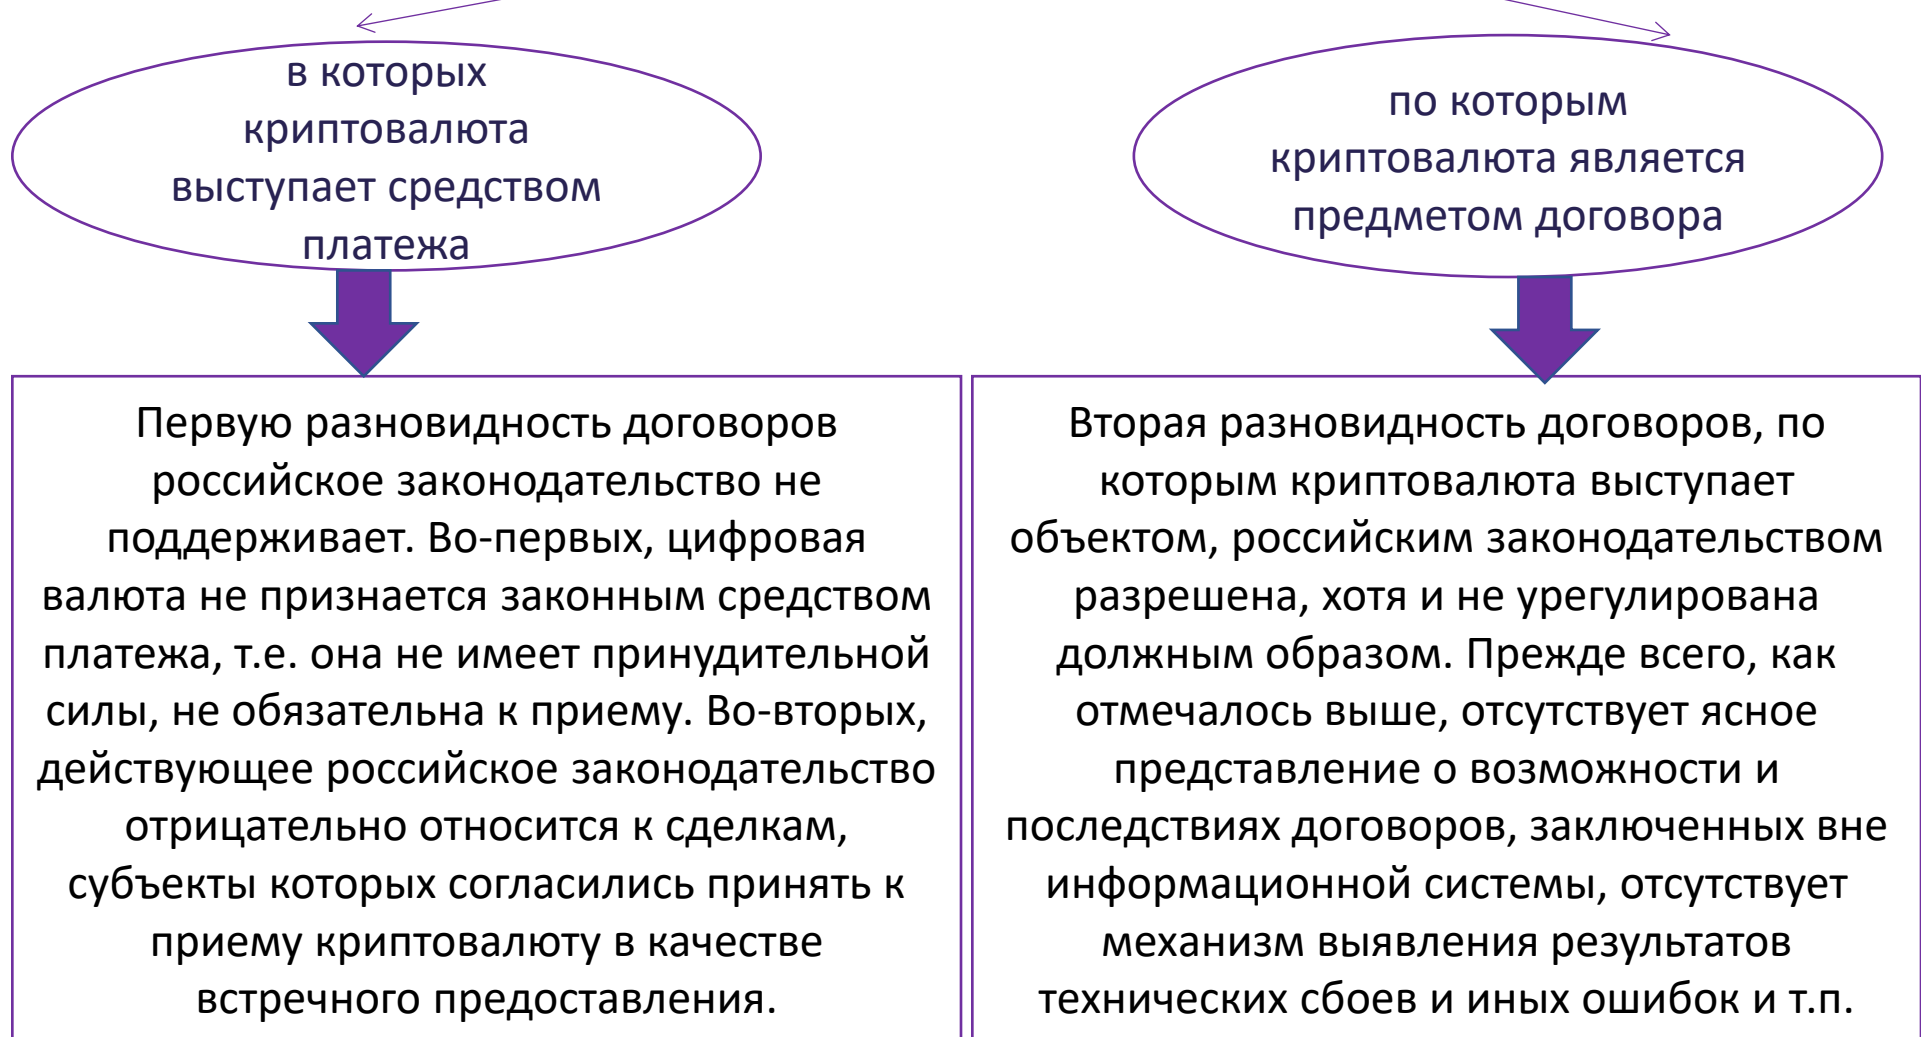 в которых
криптовалюта
выступает средством
платежа
по которым
криптовалюта является
предметом договора
Первую разновидность договоров
российское законодательство не
поддерживает. Во-первых, цифровая
валюта не признается законным средством
платежа, т.е. она не имеет принудительной
силы, не обязательна к приему. Во-вторых,
действующее российское законодательство
отрицательно относится к сделкам,
субъекты которых согласились принять к
приему криптовалюту в качестве
встречного предоставления.
Вторая разновидность договоров, по
которым криптовалюта выступает
объектом, российским законодательством
разрешена, хотя и не урегулирована
должным образом. Прежде всего, как
отмечалось выше, отсутствует ясное
представление о возможности и
последствиях договоров, заключенных вне
информационной системы, отсутствует
механизм выявления результатов
технических сбоев и иных ошибок и т.п.